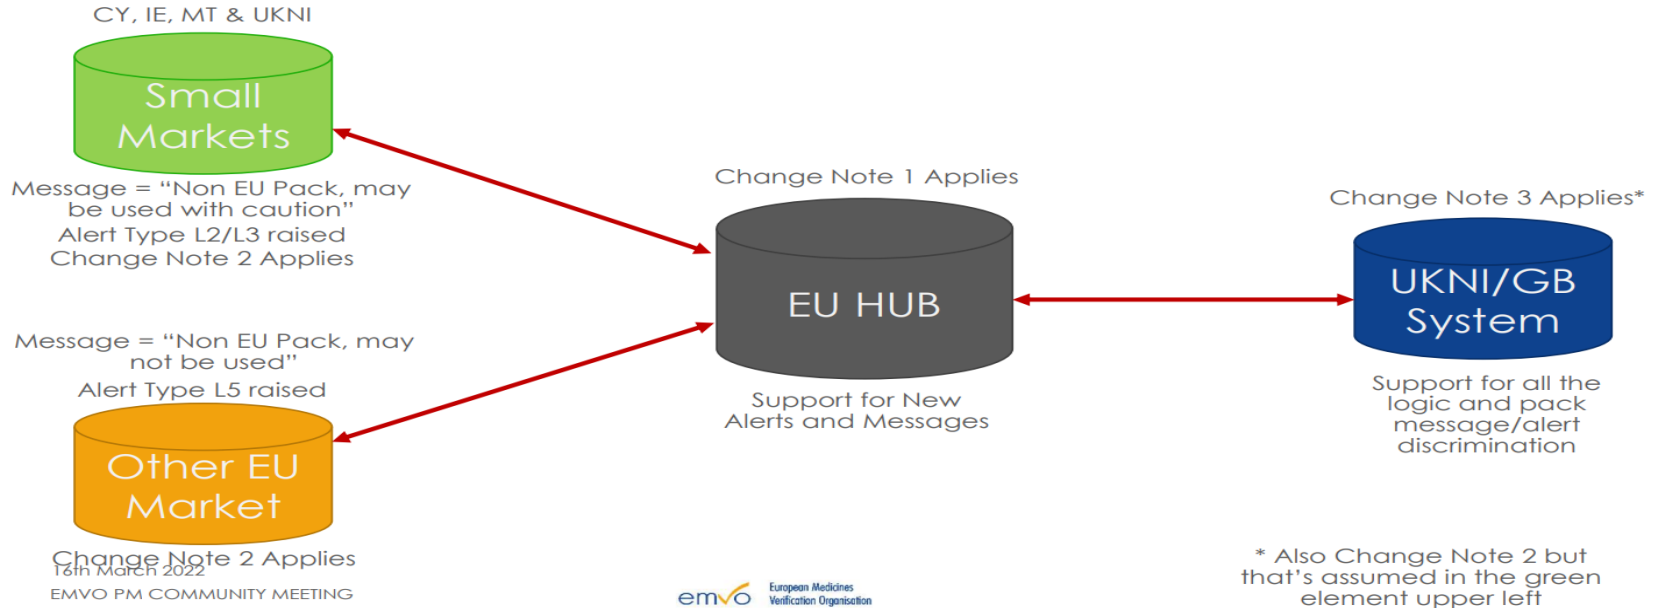 CY, IE, MT & UKNI
Small
Markets
Message = “Non EU Pack, may
be used with caution”
Alert Type L2/L3 raised
Change Note 2 Applies
Message = “Non EU Pack, may
not be used”
Alert Type L5 raised
Other EU
Market
Change Note 2 Applies
16th March 2022
EMVO PM COMMUNITY MEETING
Change Note 1 Applies
EU HUB
Support for New
Alerts and Messages
emvo European Medicines
Verification Organisation
Change Note 3 Applies*
UKNI/GB
System
Support for all the
logic and pack
message/alert
discrimination
* Also Change Note 2 but
that’s assumed in the green
element upper left